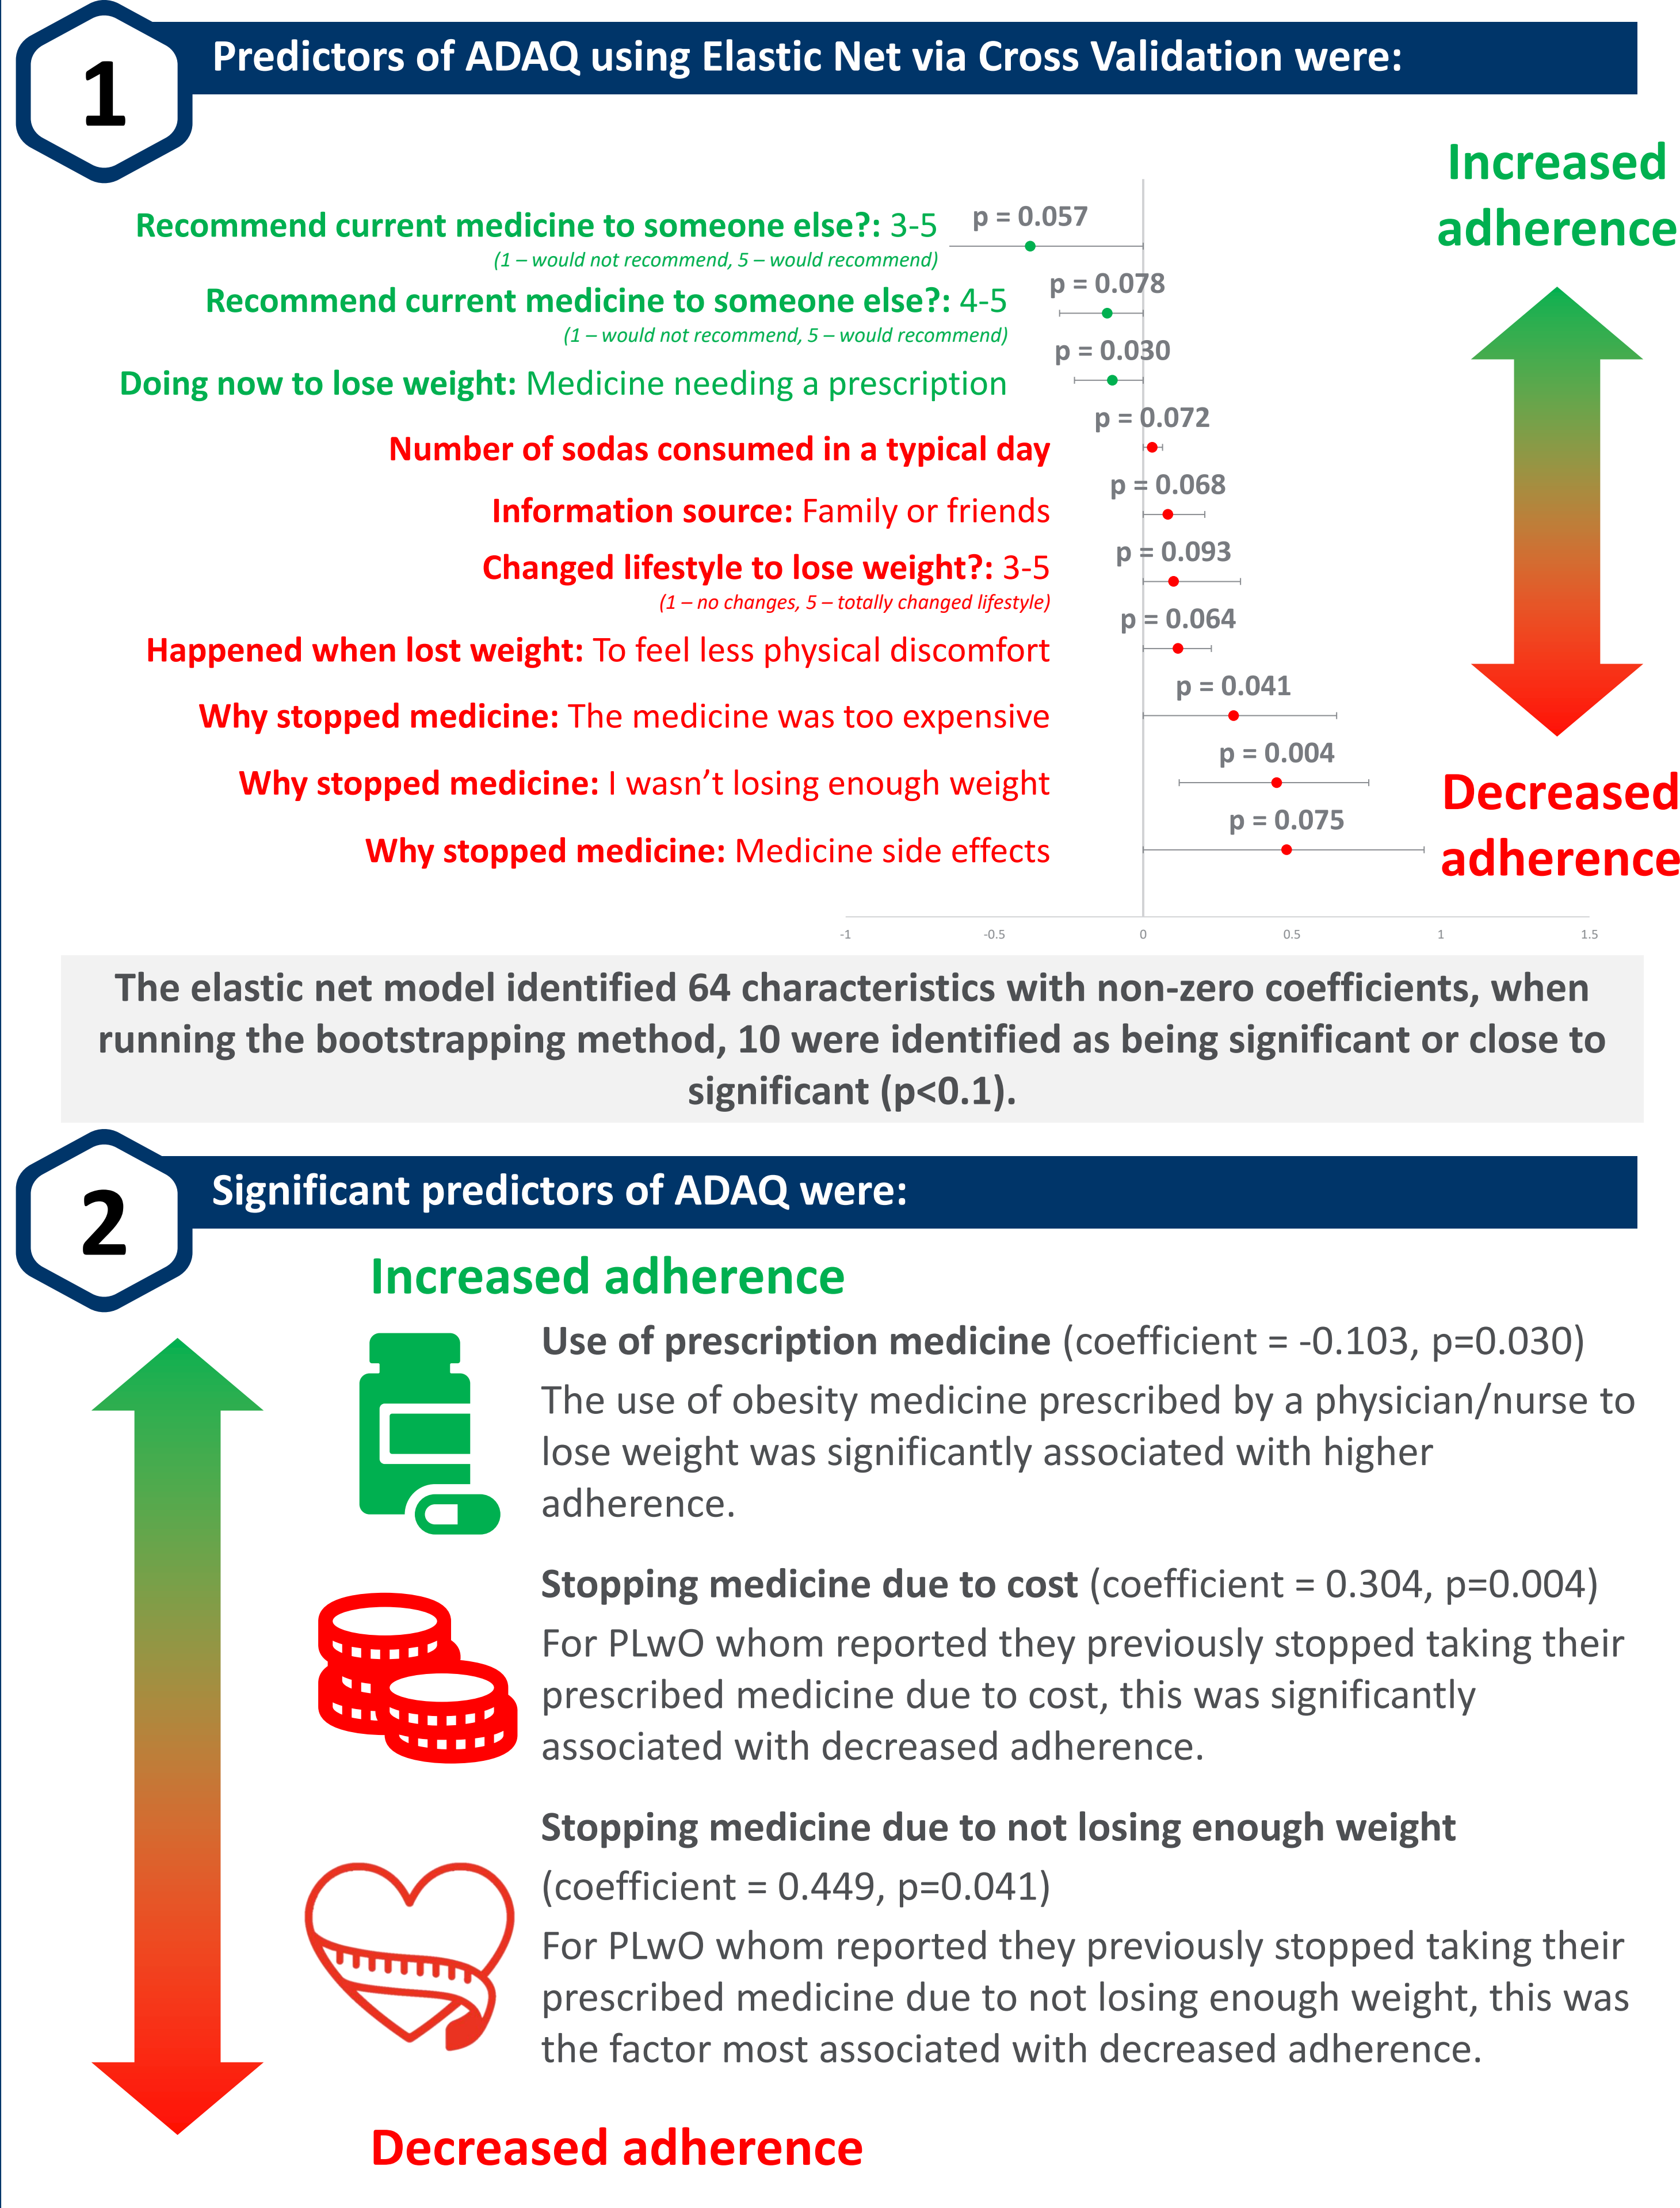 1
Predictors of ADAQ using Elastic Net via Cross Validation were:
Increased
adherence
Recommend current medicine to someone else?: 3-5
(1 – would not recommend, 5 – would recommend)
p = 0.057
Recommend current medicine to someone else?: 4-5
(1 – would not recommend, 5 – would recommend)
p = 0.078
Doing now to lose weight: Medicine needing a prescription
p = 0.030
Number of sodas consumed in a typical day
p = 0.072
Information source: Family or friends
p = 0.068
Changed lifestyle to lose weight?: 3-5
(1 – no changes, 5 – totally changed lifestyle)
p = 0.093
Happened when lost weight: To feel less physical discomfort
p = 0.064
Why stopped medicine: The medicine was too expensive
p = 0.041
Why stopped medicine: I wasn’t losing enough weight
p = 0.004
Why stopped medicine: Medicine side effects
p = 0.075
Decreased
adherence
-1 -0.5 0 0.5 1 1.5
The elastic net model identified 64 characteristics with non-zero coefficients, when
running the bootstrapping method, 10 were identified as being significant or close to
significant (p<0.1).
2
Significant predictors of ADAQ were:
Increased adherence
Use of prescription medicine (coefficient = -0.103, p=0.030)
The use of obesity medicine prescribed by a physician/nurse to
lose weight was significantly associated with higher
adherence.
Stopping medicine due to cost (coefficient = 0.304, p=0.004)
For PLwO whom reported they previously stopped taking their
prescribed medicine due to cost, this was significantly
associated with decreased adherence.
Stopping medicine due to not losing enough weight
(coefficient = 0.449, p=0.041)
For PLwO whom reported they previously stopped taking their
prescribed medicine due to not losing enough weight, this was
the factor most associated with decreased adherence.
Decreased adherence